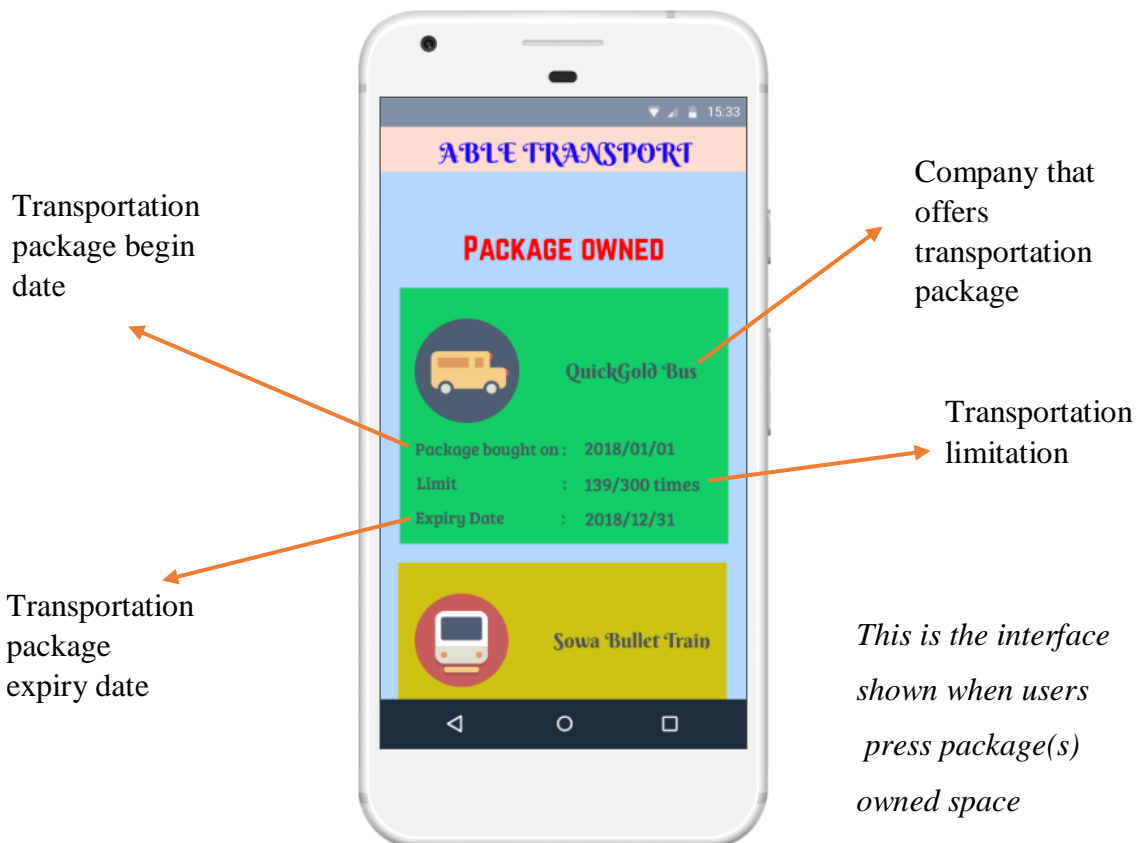 15:33
ABLE TRANSPORT
PACKAGE OWNED
QuickGold Bus
Package bought on : 2018/01/01
Limit : 139/300 times
Expiry Date : 2018/12/31
Sowa Bullet Train
Transportation
package begin
date
Transportation
package
expiry date
Company that
offers
transportation
package
Transportation
limitation
This is the interface
shown when users
press package(s)
owned space